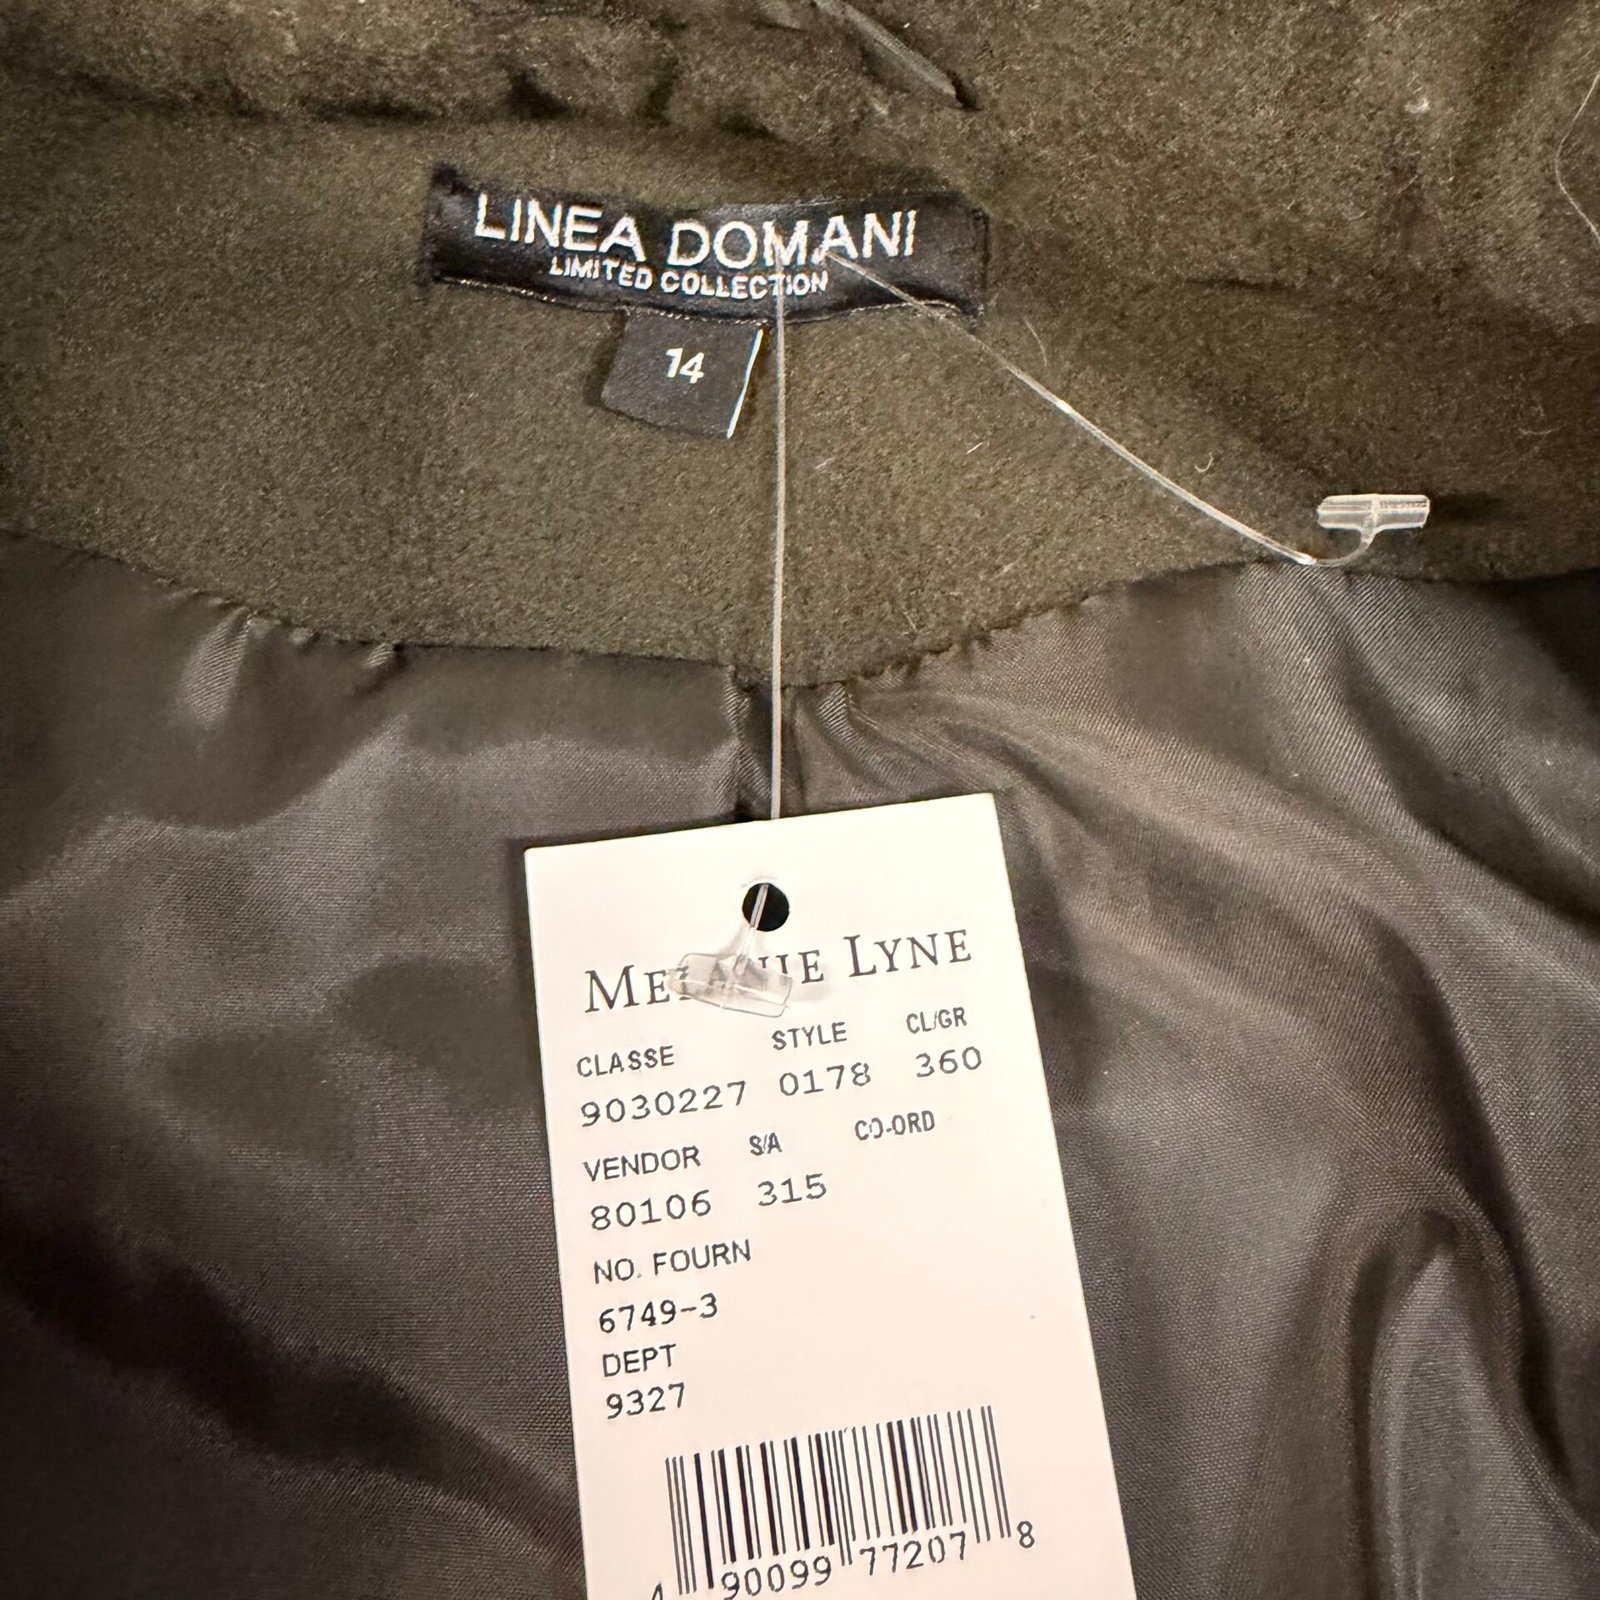 LINEA DOMANI
LIMITED COLLECTION
14
MELANIE LYNE
CLASSE STYLE CL/GR
9030227 0178 360
VENDOR S/A CO-ORD
80106 315
NO. FOURN
6749-3
DEPT
9327
4 90099 77207 8